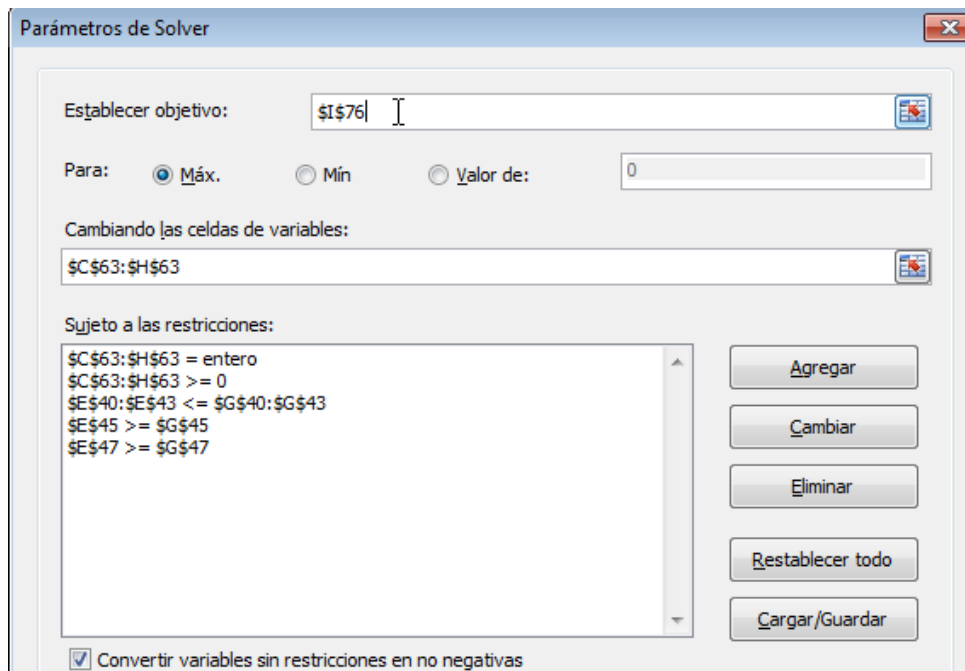 Parámetros de Solver
Establecer objetivo: $I$76
Para: Máx. Mín Valor de: 0
Cambiando las celdas de variables:
$C$63:$H$63
Sujeto a las restricciones:
$C$63:$H$63 = entero
$C$63:$H$63 >= 0
$E$40:$E$43 <= $G$40:$G$43
$E$45 >= $G$45
$E$47 >= $G$47
Agregar
Cambiar
Eliminar
Restablecer todo
Cargar/Guardar
Convertir variables sin restricciones en no negativas